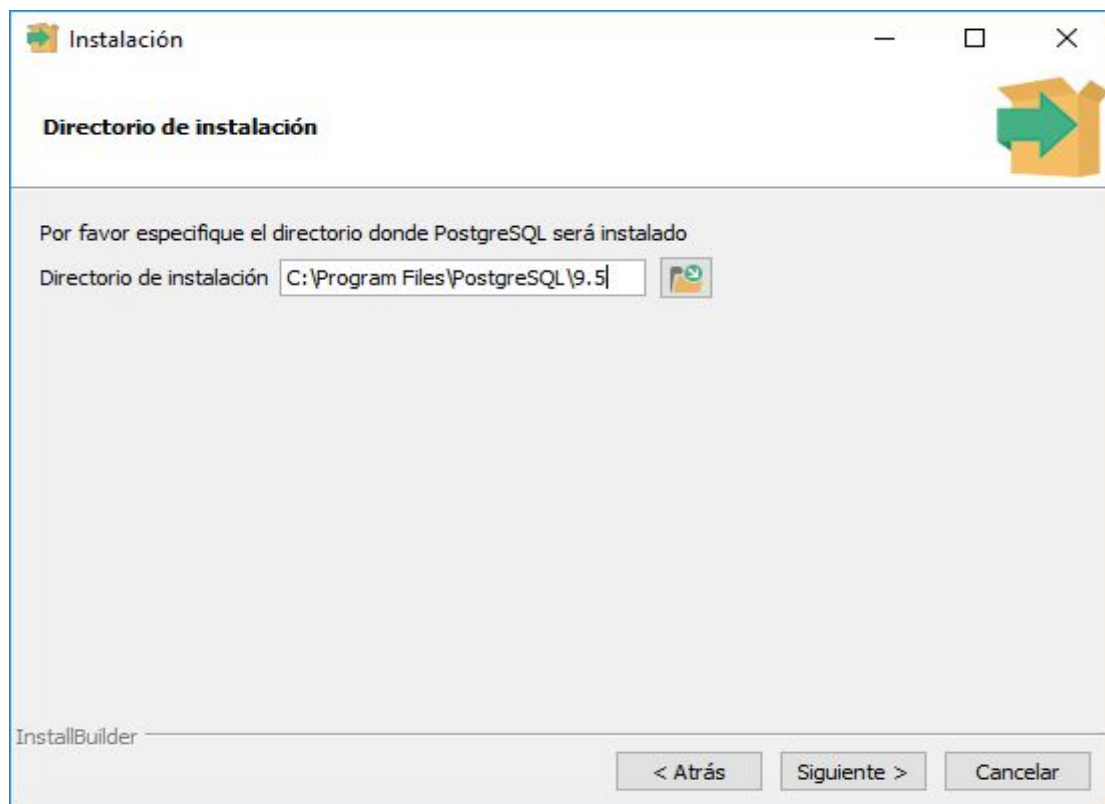 Instalación
Directorio de instalación
Por favor especifique el directorio donde PostgreSQL será instalado
Directorio de instalación C:\Program Files\PostgreSQL\9.5
InstallBuilder
< Atrás Siguiente > Cancelar